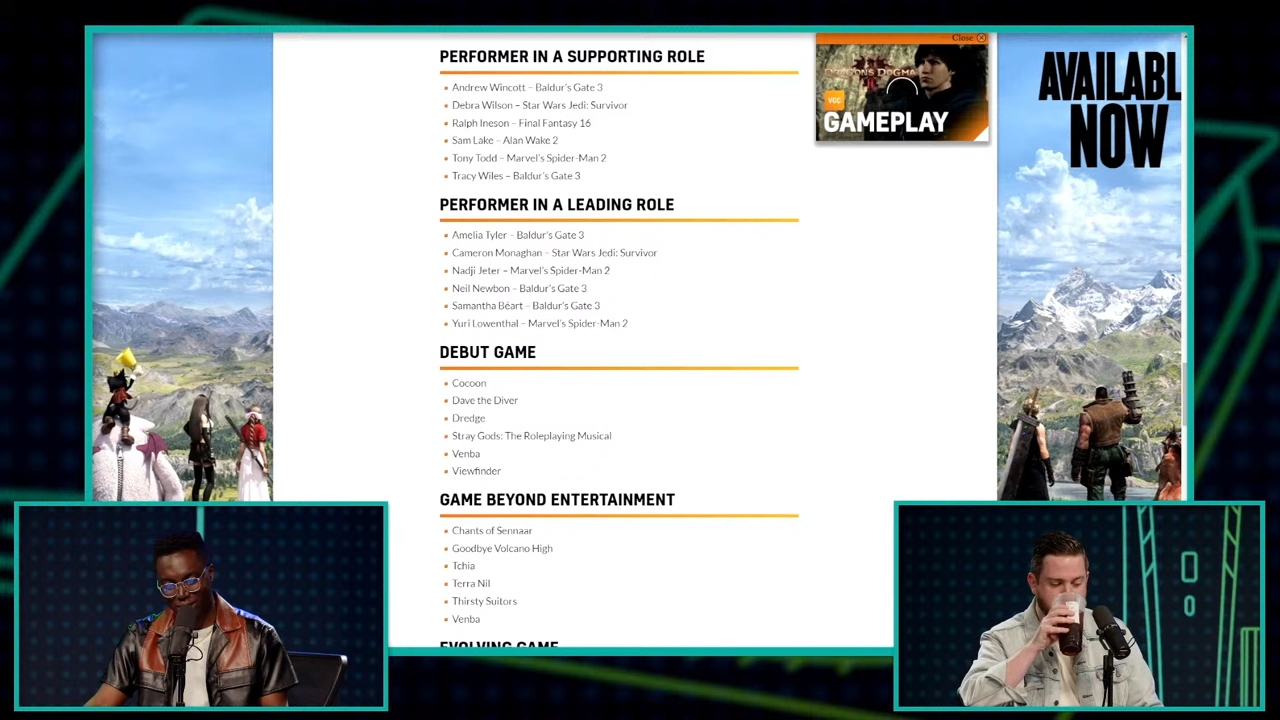 PERFORMER IN A SUPPORTING ROLE
Andrew Wincott – Baldur's Gate 3
Debra Wilson – Star Wars Jedi: Survivor
Ralph Ineson – Final Fantasy 16
Sam Lake – Alan Wake 2
Tony Todd – Marvel's Spider-Man 2
Tracy Wiles – Baldur's Gate 3
PERFORMER IN A LEADING ROLE
Amelia Tyler – Baldur's Gate 3
Cameron Monaghan – Star Wars Jedi: Survivor
Nadji Jeter – Marvel's Spider-Man 2
Neil Newbon – Baldur's Gate 3
Samantha Béart – Baldur's Gate 3
Yuri Lowenthal – Marvel's Spider-Man 2
DEBUT GAME
Cocoon
Dave the Diver
Dredge
Stray Gods: The Roleplaying Musical
Venba
Viewfinder
GAME BEYOND ENTERTAINMENT
Chants of Sennaar
Goodbye Volcano High
Tchia
Terra Nil
Thirsty Suitors
Venba
EVOLVING GAME
Close
DRAGONS DOGMA
VGC
GAMEPLAY
AVAILABL
NOW